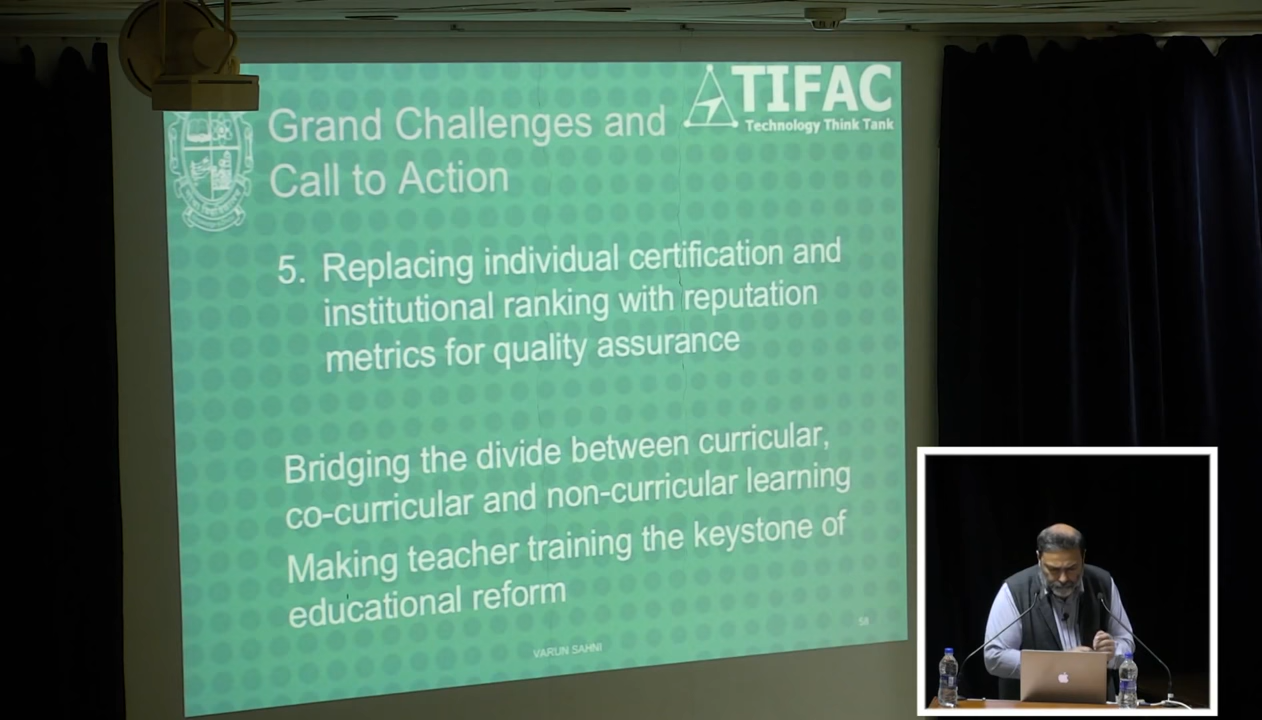 TIFAC
Technology Think Tank
Grand Challenges and
Call to Action
5. Replacing individual certification and
institutional ranking with reputation
metrics for quality assurance
Bridging the divide between curricular,
co-curricular and non-curricular learning
Making teacher training the keystone of
educational reform
VARUN SAHNI
58